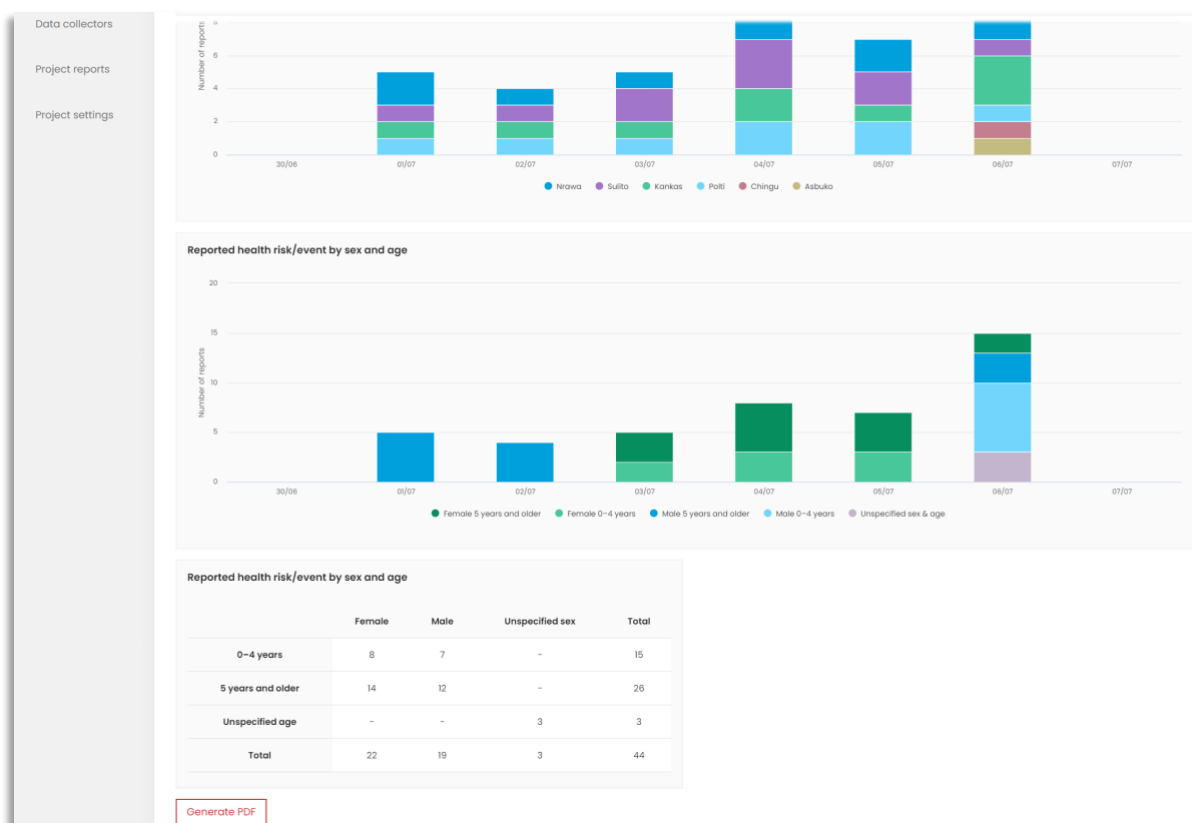 Data collectors
Project reports
Project settings
Number of reports
6
4
2
0
30/06 01/07 02/07 03/07 04/07 05/07 06/07 07/07
Nrawa Sulito Kankas Polti Chingu Asbuko
Reported health risk/event by sex and age
Number of reports
20
15
10
5
0
30/06 01/07 02/07 03/07 04/07 05/07 06/07 07/07
Female 5 years and older Female 0-4 years Male 5 years and older Male 0-4 years Unspecified sex & age
Reported health risk/event by sex and age
Female Male Unspecified sex Total
0-4 years 8 7 - 15
5 years and older 14 12 - 26
Unspecified age - - 3 3
Total 22 19 3 44
Generate PDF